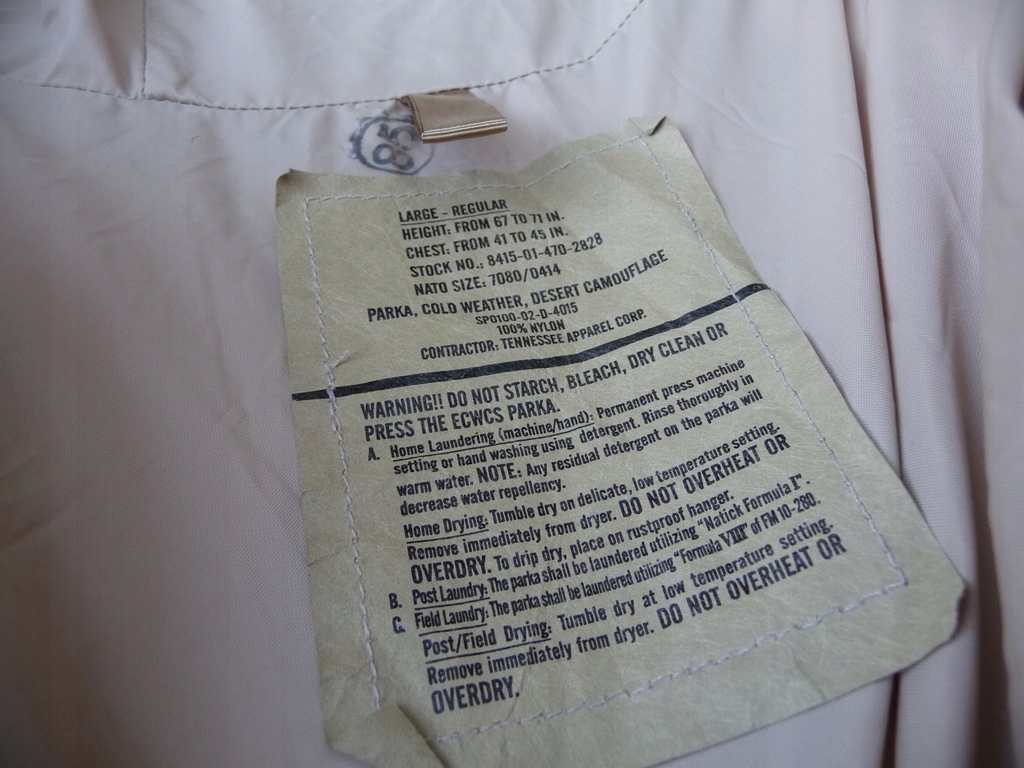 85
LARGE - REGULAR
HEIGHT: FROM 67 TO 71 IN.
CHEST: FROM 41 TO 45 IN.
STOCK NO.: 8415-01-470-2828
NATO SIZE: 7080/0414
PARKA, COLD WEATHER, DESERT CAMOUFLAGE
SP0100-02-D-4015
100% NYLON
CONTRACTOR: TENNESSEE APPAREL CORP.
WARNING!! DO NOT STARCH, BLEACH, DRY CLEAN OR
PRESS THE ECWCS PARKA.
A. Home Laundering (machine/hand): Permanent press machine
setting or hand washing using detergent. Rinse thoroughly in
warm water. NOTE: Any residual detergent on the parka will
decrease water repellency.
Home Drying: Tumble dry on delicate, low temperature setting.
Remove immediately from dryer. DO NOT OVERHEAT OR
OVERDRY. To drip dry, place on rustproof hanger.
B. Post Laundry: The parka shall be laundered utilizing "Natick Formula I".
C. Field Laundry: The parka shall be laundered utilizing "Formula VIII" of FM 10-280.
Post/Field Drying: Tumble dry at low temperature setting.
Remove immediately from dryer. DO NOT OVERHEAT OR
OVERDRY.